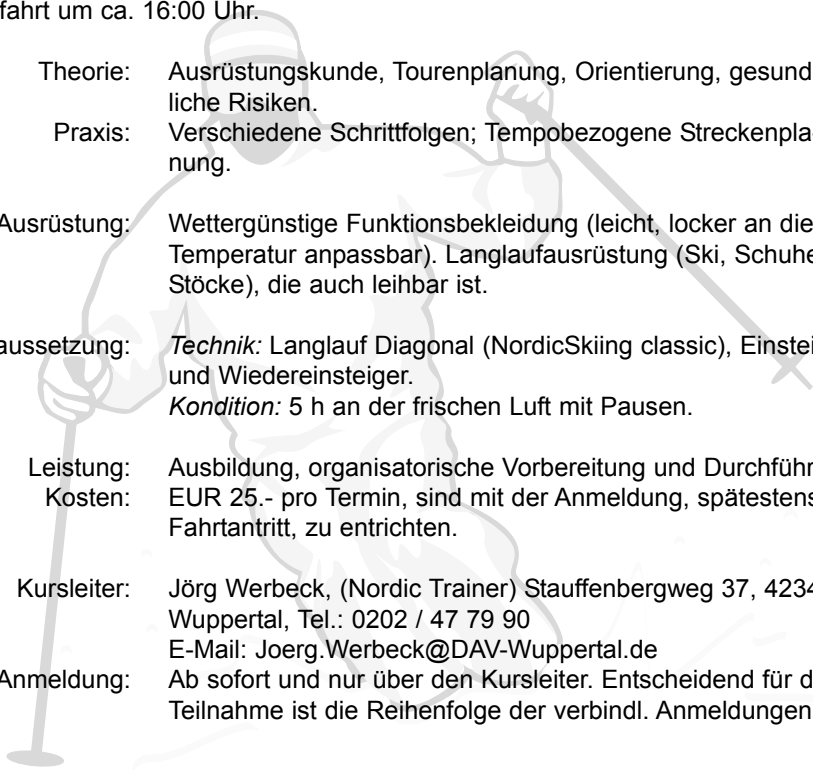 fahrt um ca. 16:00 Uhr.
Theorie: Ausrüstungskunde, Tourenplanung, Orientierung, gesund
liche Risiken.
Praxis: Verschiedene Schrittfolgen; Tempobezogene Streckenpla
nung.
Ausrüstung: Wettergünstige Funktionsbekleidung (leicht, locker an die
Temperatur anpassbar). Langlaufausrüstung (Ski, Schuhe
Stöcke), die auch leihbar ist.
aussetzung: Technik: Langlauf Diagonal (NordicSkiing classic), Einstei
und Wiedereinsteiger.
Kondition: 5 h an der frischen Luft mit Pausen.
Leistung: Ausbildung, organisatorische Vorbereitung und Durchführ
Kosten: EUR 25.- pro Termin, sind mit der Anmeldung, spätestens
Fahrtantritt, zu entrichten.
Kursleiter: Jörg Werbeck, (Nordic Trainer) Stauffenbergweg 37, 4234
Wuppertal, Tel.: 0202 / 47 79 90
E-Mail: Joerg.Werbeck@DAV-Wuppertal.de
Anmeldung: Ab sofort und nur über den Kursleiter. Entscheidend für d
Teilnahme ist die Reihenfolge der verbindl. Anmeldungen